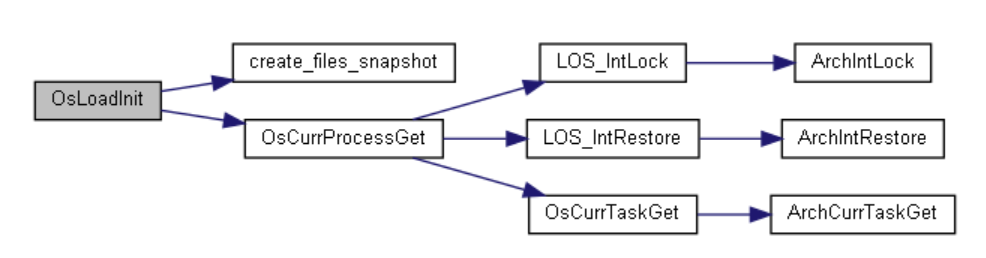 OsLoadInit
create_files_snapshot
OsCurrProcessGet
LOS_IntLock
ArchIntLock
LOS_IntRestore
ArchIntRestore
OsCurrTaskGet
ArchCurrTaskGet